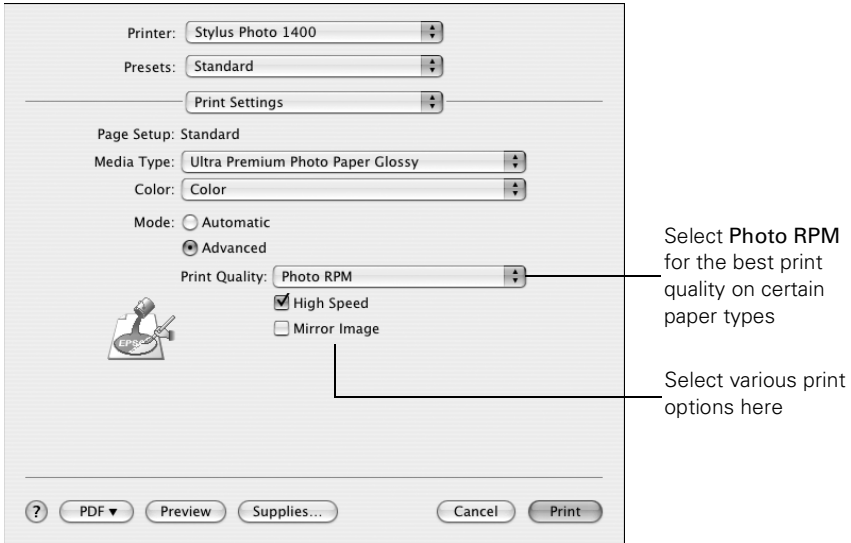 Printer: Stylus Photo 1400
Presets: Standard
Print Settings
Page Setup: Standard
Media Type: Ultra Premium Photo Paper Glossy
Color: Color
Mode: Automatic
Advanced
Print Quality: Photo RPM
High Speed
Mirror Image
EPSO
Select Photo RPM
for the best print
quality on certain
paper types
Select various print
options here
? PDF Preview Supplies... Cancel Print